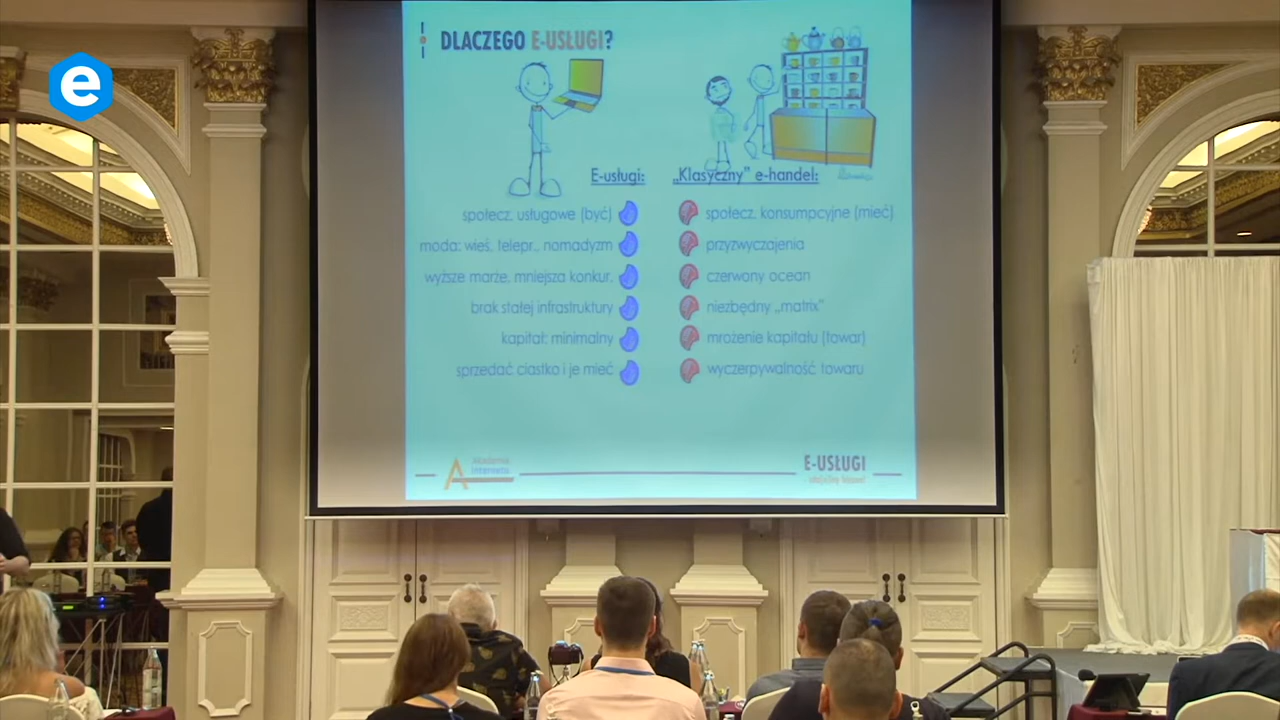 e
DLACZEGO E-USŁUGI?
E-usługi: „Klasyczny” e-handel:
społecz. usługowe (być) społecz. konsumpcyjne (mieć)
moda: wieś, telepr., nomadyzm przyzwyczajenia
wyższe marże, mniejsza konkur. czerwony ocean
brak stałej infrastruktury niezbędny „matrix”
kapitał: minimalny mrożenie kapitału (towar)
sprzedać ciastko i je mieć wyczerpywalność towaru
A Akademia
Internetu
E-USŁUGI